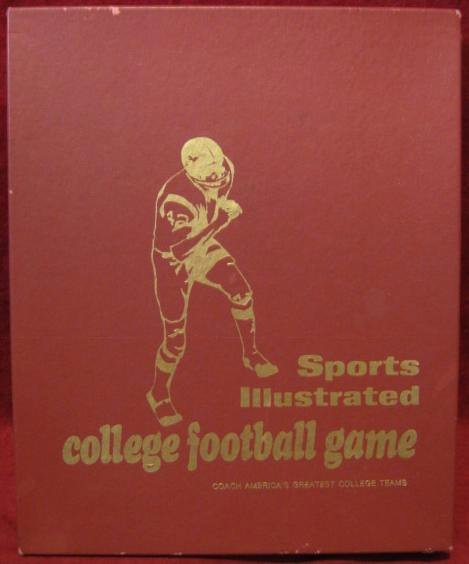 Sports
Illustrated
college football game
COACH AMERICA'S GREATEST COLLEGE TEAMS